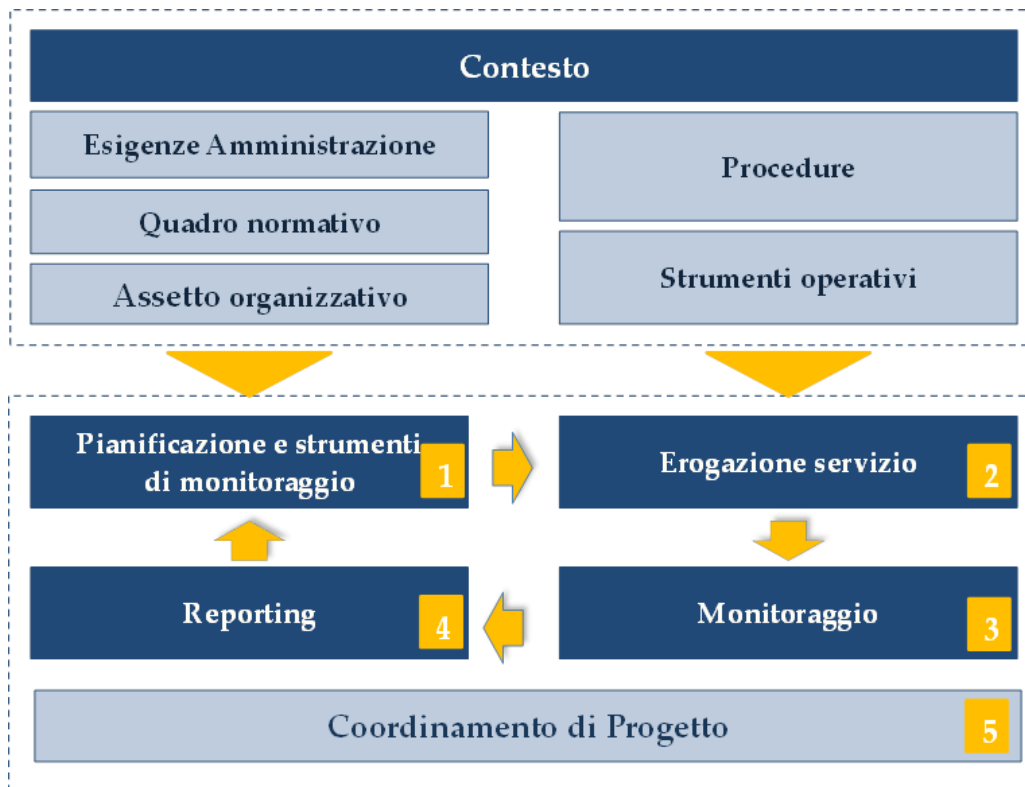 Contesto
Esigenze Amministrazione
Quadro normativo
Assetto organizzativo
Procedure
Strumenti operativi
Pianificazione e strumenti
di monitoraggio
1
Erogazione servizio
2
Reporting
4
Monitoraggio
3
Coordinamento di Progetto
5